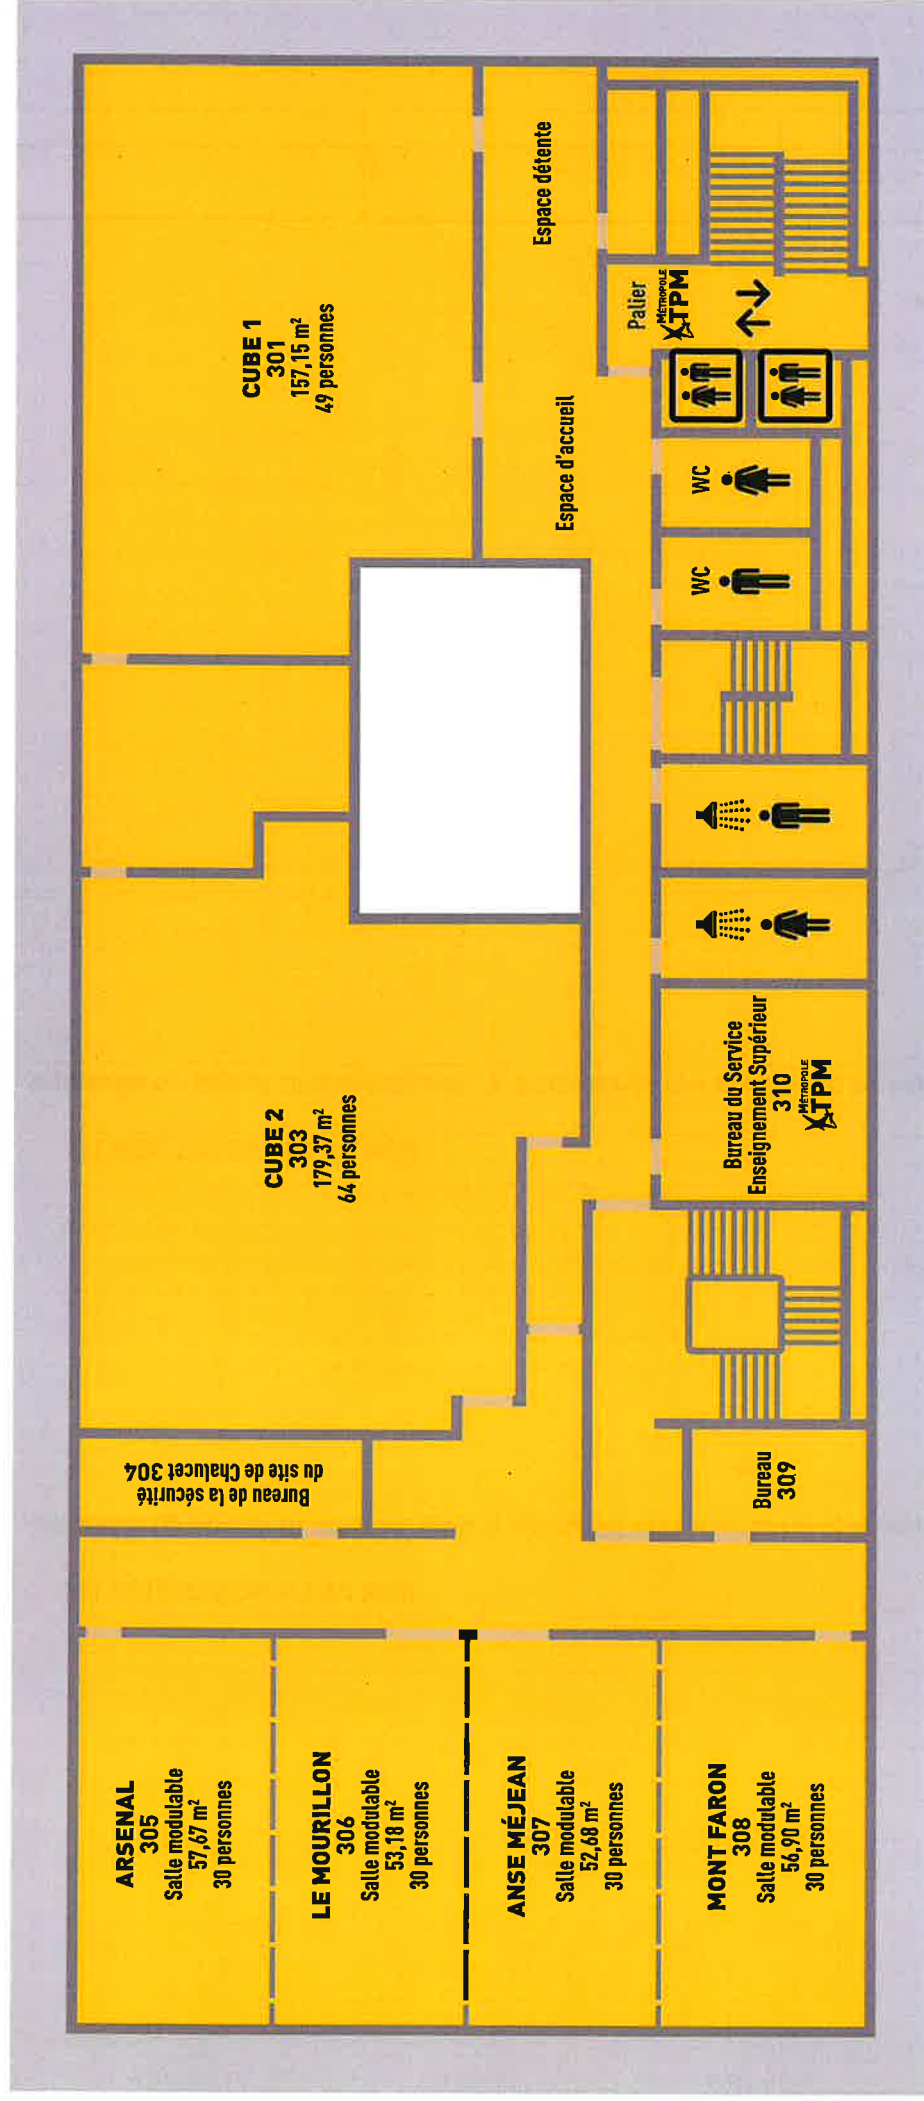 CUBE 1
301
157,15 m²
49 personnes
Espace détente
Espace d'accueil
Palier
MÉTROPOLE
TPM
WC
WC
CUBE 2
303
179,37 m²
64 personnes
Bureau du Service
Enseignement Supérieur
310
MÉTROPOLE
TPM
Bureau de la sécurité
du site de Chalucet 304
Bureau
309
ARSENAL
305
Salle modulable
57,67 m²
30 personnes
LE MOURILLON
306
Salle modulable
53,18 m²
30 personnes
ANSE MÉJEAN
307
Salle modulable
52,68 m²
30 personnes
MONT FARON
308
Salle modulable
56,90 m²
30 personnes